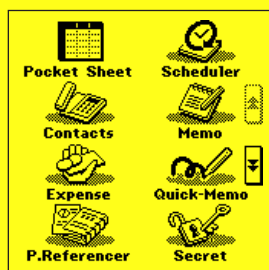 Pocket Sheet Scheduler
Contacts Memo
Expense Quick-Memo
P.Referencer Secret